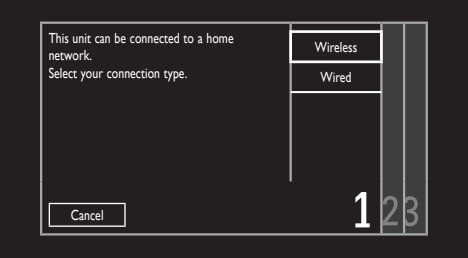 This unit can be connected to a home
network.
Select your connection type.
Wireless
Wired
Cancel
1 2 3